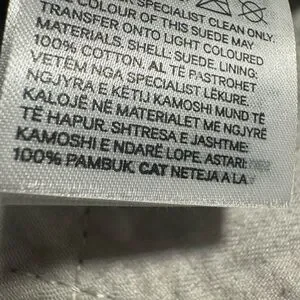 SPECIALIST CLEAN ONLY.
COLOUR OF THIS SUEDE MAY
TRANSFER ONTO LIGHT COLOURED
MATERIALS. SHELL: SUEDE. LINING:
100% COTTON. AL TË PASTROHET
VETËM NGA SPECIALIST LËKURE.
NGJYRA E KËTIJ KAMOSHI MUND TË
KALOJË NË MATERIALET ME NGJYRË
TË HAPUR. SHTRESA E JASHTME:
KAMOSHI E NDARË LOPE. ASTARI:
100% PAMBUK. CAT NETEJA A LA